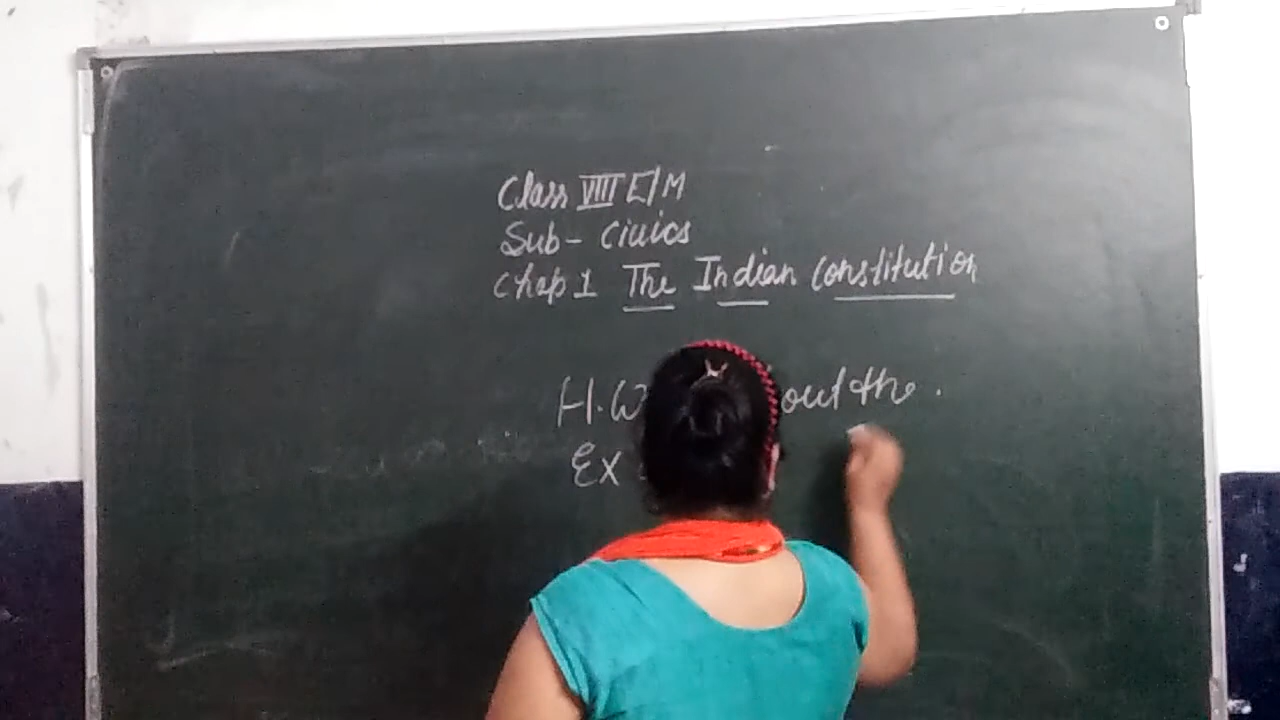 Class VIII E/M
Sub - Civics
Chap 1 The Indian Constitution
H.W out the .
Ex